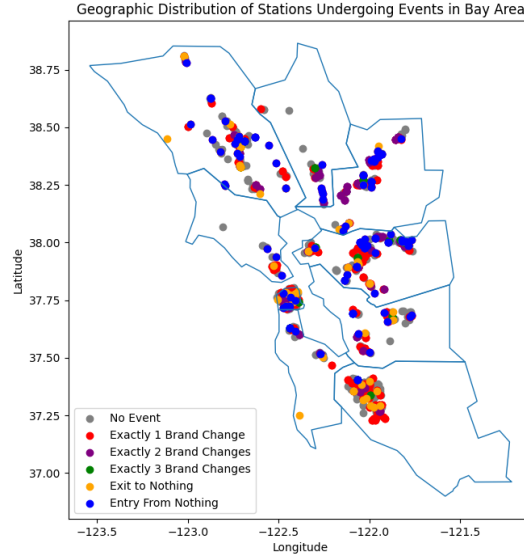 Geographic Distribution of Stations Undergoing Events in Bay Area
38.75
38.50
38.25
38.00
37.75
37.50
37.25
37.00
Latitude
No Event
Exactly 1 Brand Change
Exactly 2 Brand Changes
Exactly 3 Brand Changes
Exit to Nothing
Entry From Nothing
−123.5
−123.0
−122.5
−122.0
−121.5
Longitude